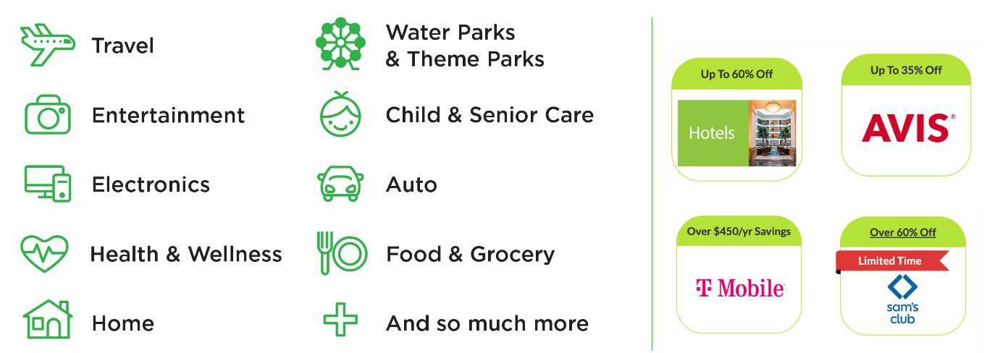 Travel
Entertainment
Electronics
Health & Wellness
Home
Water Parks
& Theme Parks
Child & Senior Care
Auto
Food & Grocery
And so much more
Up To 60% Off
Hotels
Up To 35% Off
AVIS®
Over $450/yr Savings
T Mobile
Over 60% Off
Limited Time
sam's
club